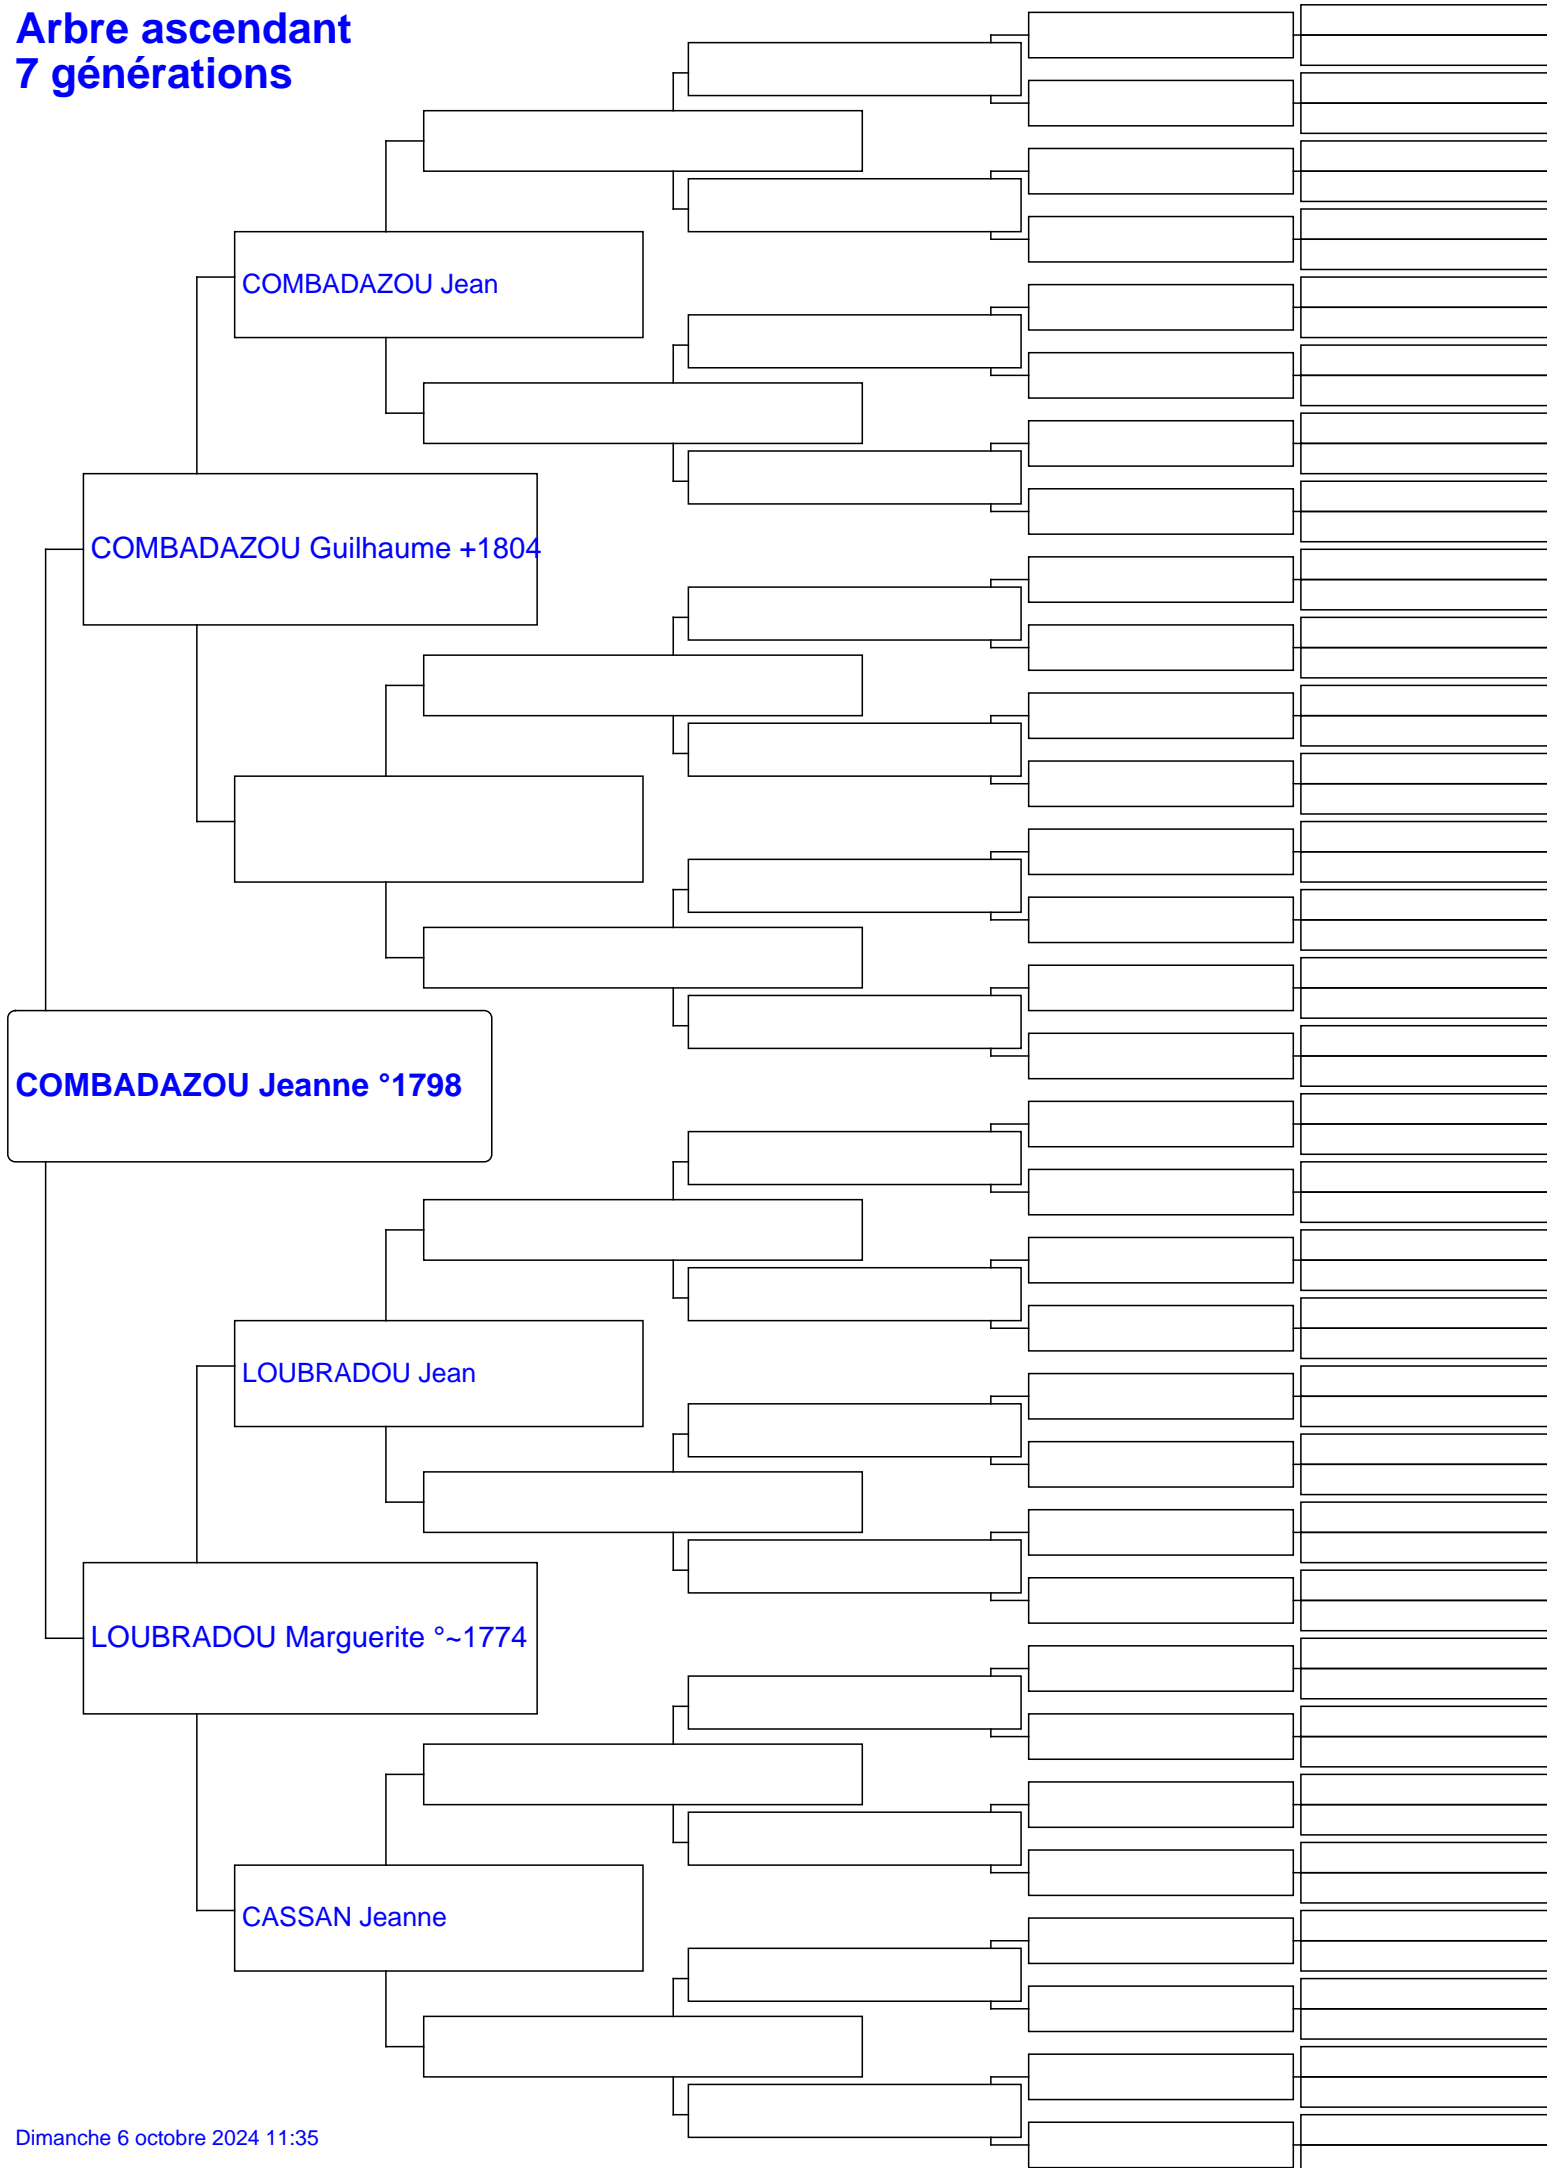 Arbre ascendant
7 générations
COMBADAZOU Jean
COMBADAZOU Guilhaume +1804
COMBADAZOU Jeanne °1798
LOUBRADOU Jean
LOUBRADOU Marguerite °~1774
CASSAN Jeanne
Dimanche 6 octobre 2024 11:35